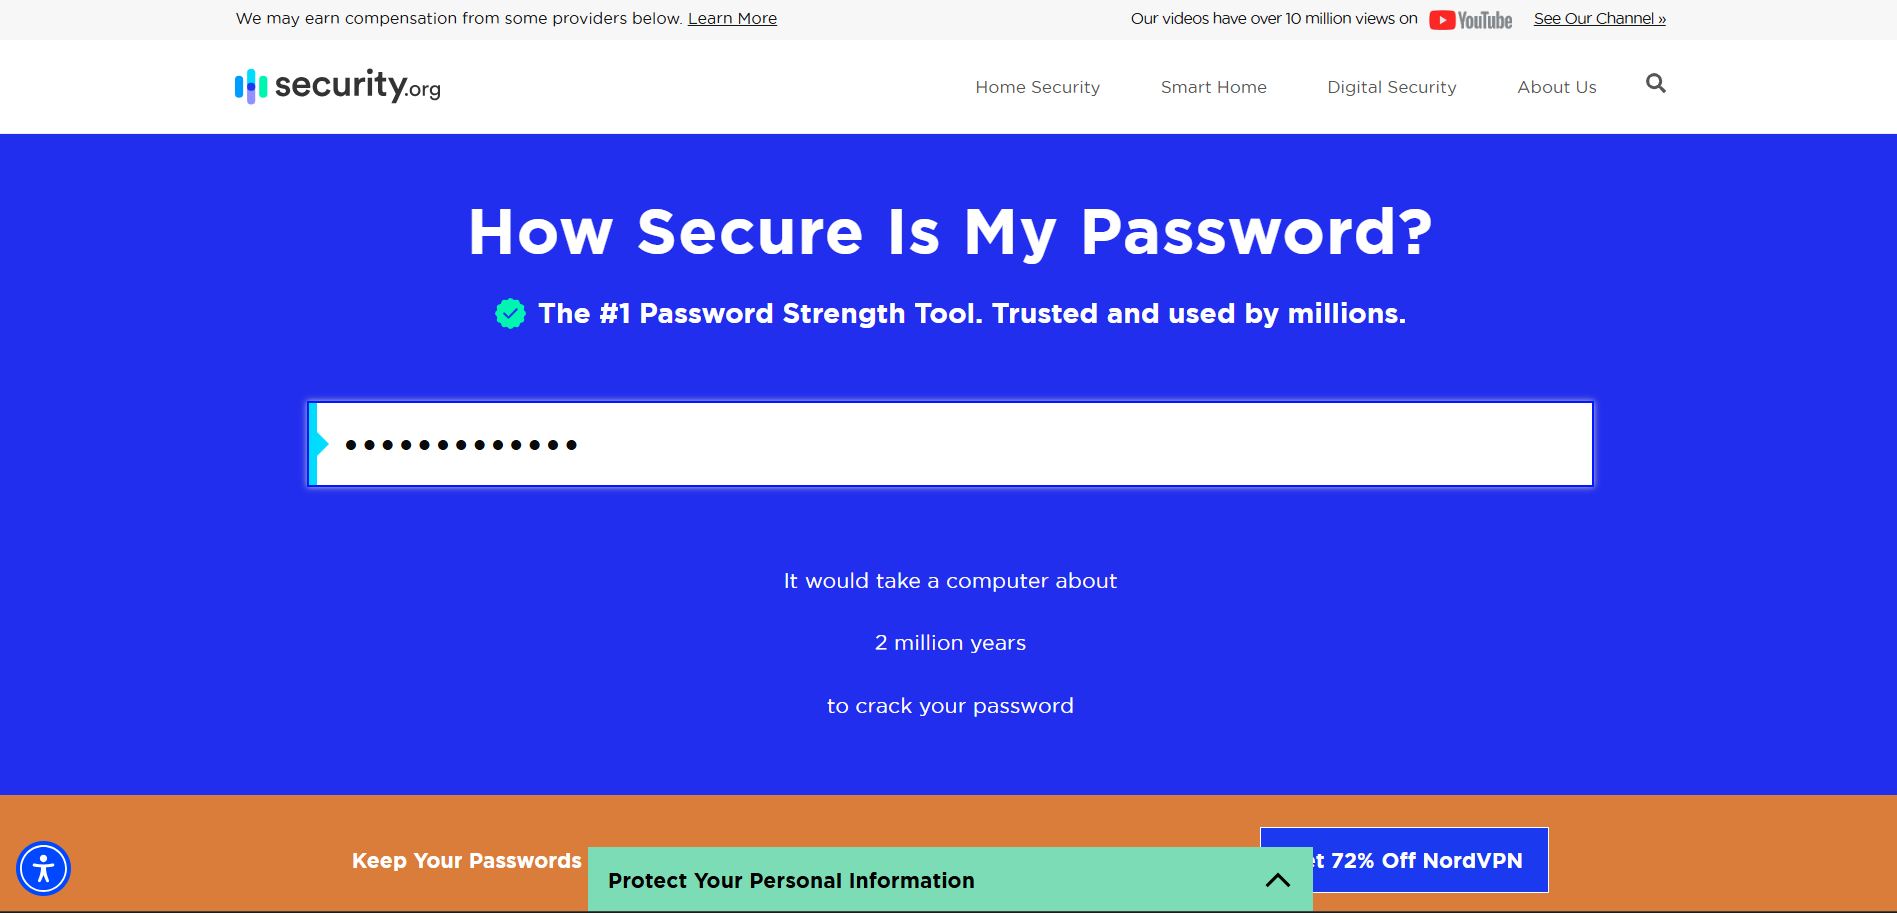 We may earn compensation from some providers below. Learn More
Our videos have over 10 million views on YouTube See Our Channel »
security.org
Home Security Smart Home Digital Security About Us
How Secure Is My Password?
The #1 Password Strength Tool. Trusted and used by millions.
•••••••••••••
It would take a computer about
2 million years
to crack your password
Keep Your Passwords
72% Off NordVPN
Protect Your Personal Information